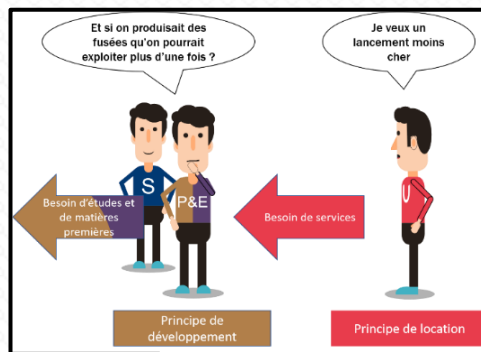 Et si on produisait des
fusées qu'on pourrait
exploiter plus d'une fois ?
Je veux un
lancement moins
cher
S
P&E
U
Besoin d'études et
de matières
premières
Besoin de services
Principe de
développement
Principe de location